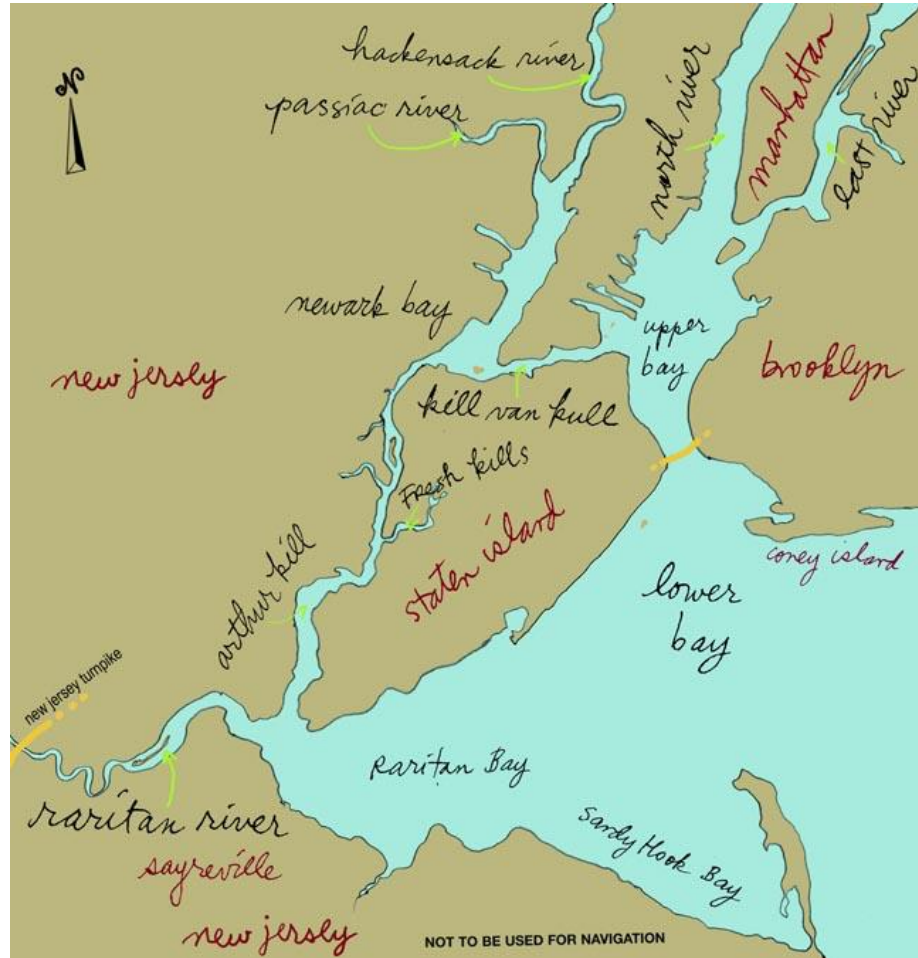 hackensack river
passiac river
north river
manhattan
east river
newark bay
upper
bay
new jersly
brooklyn
kill van kull
Fresh kills
staten island
coney island
arthur kill
lower
bay
new jersey turnpike
Raritan Bay
raritan river
Sandy Hook Bay
sayreville
new jersey
NOT TO BE USED FOR NAVIGATION